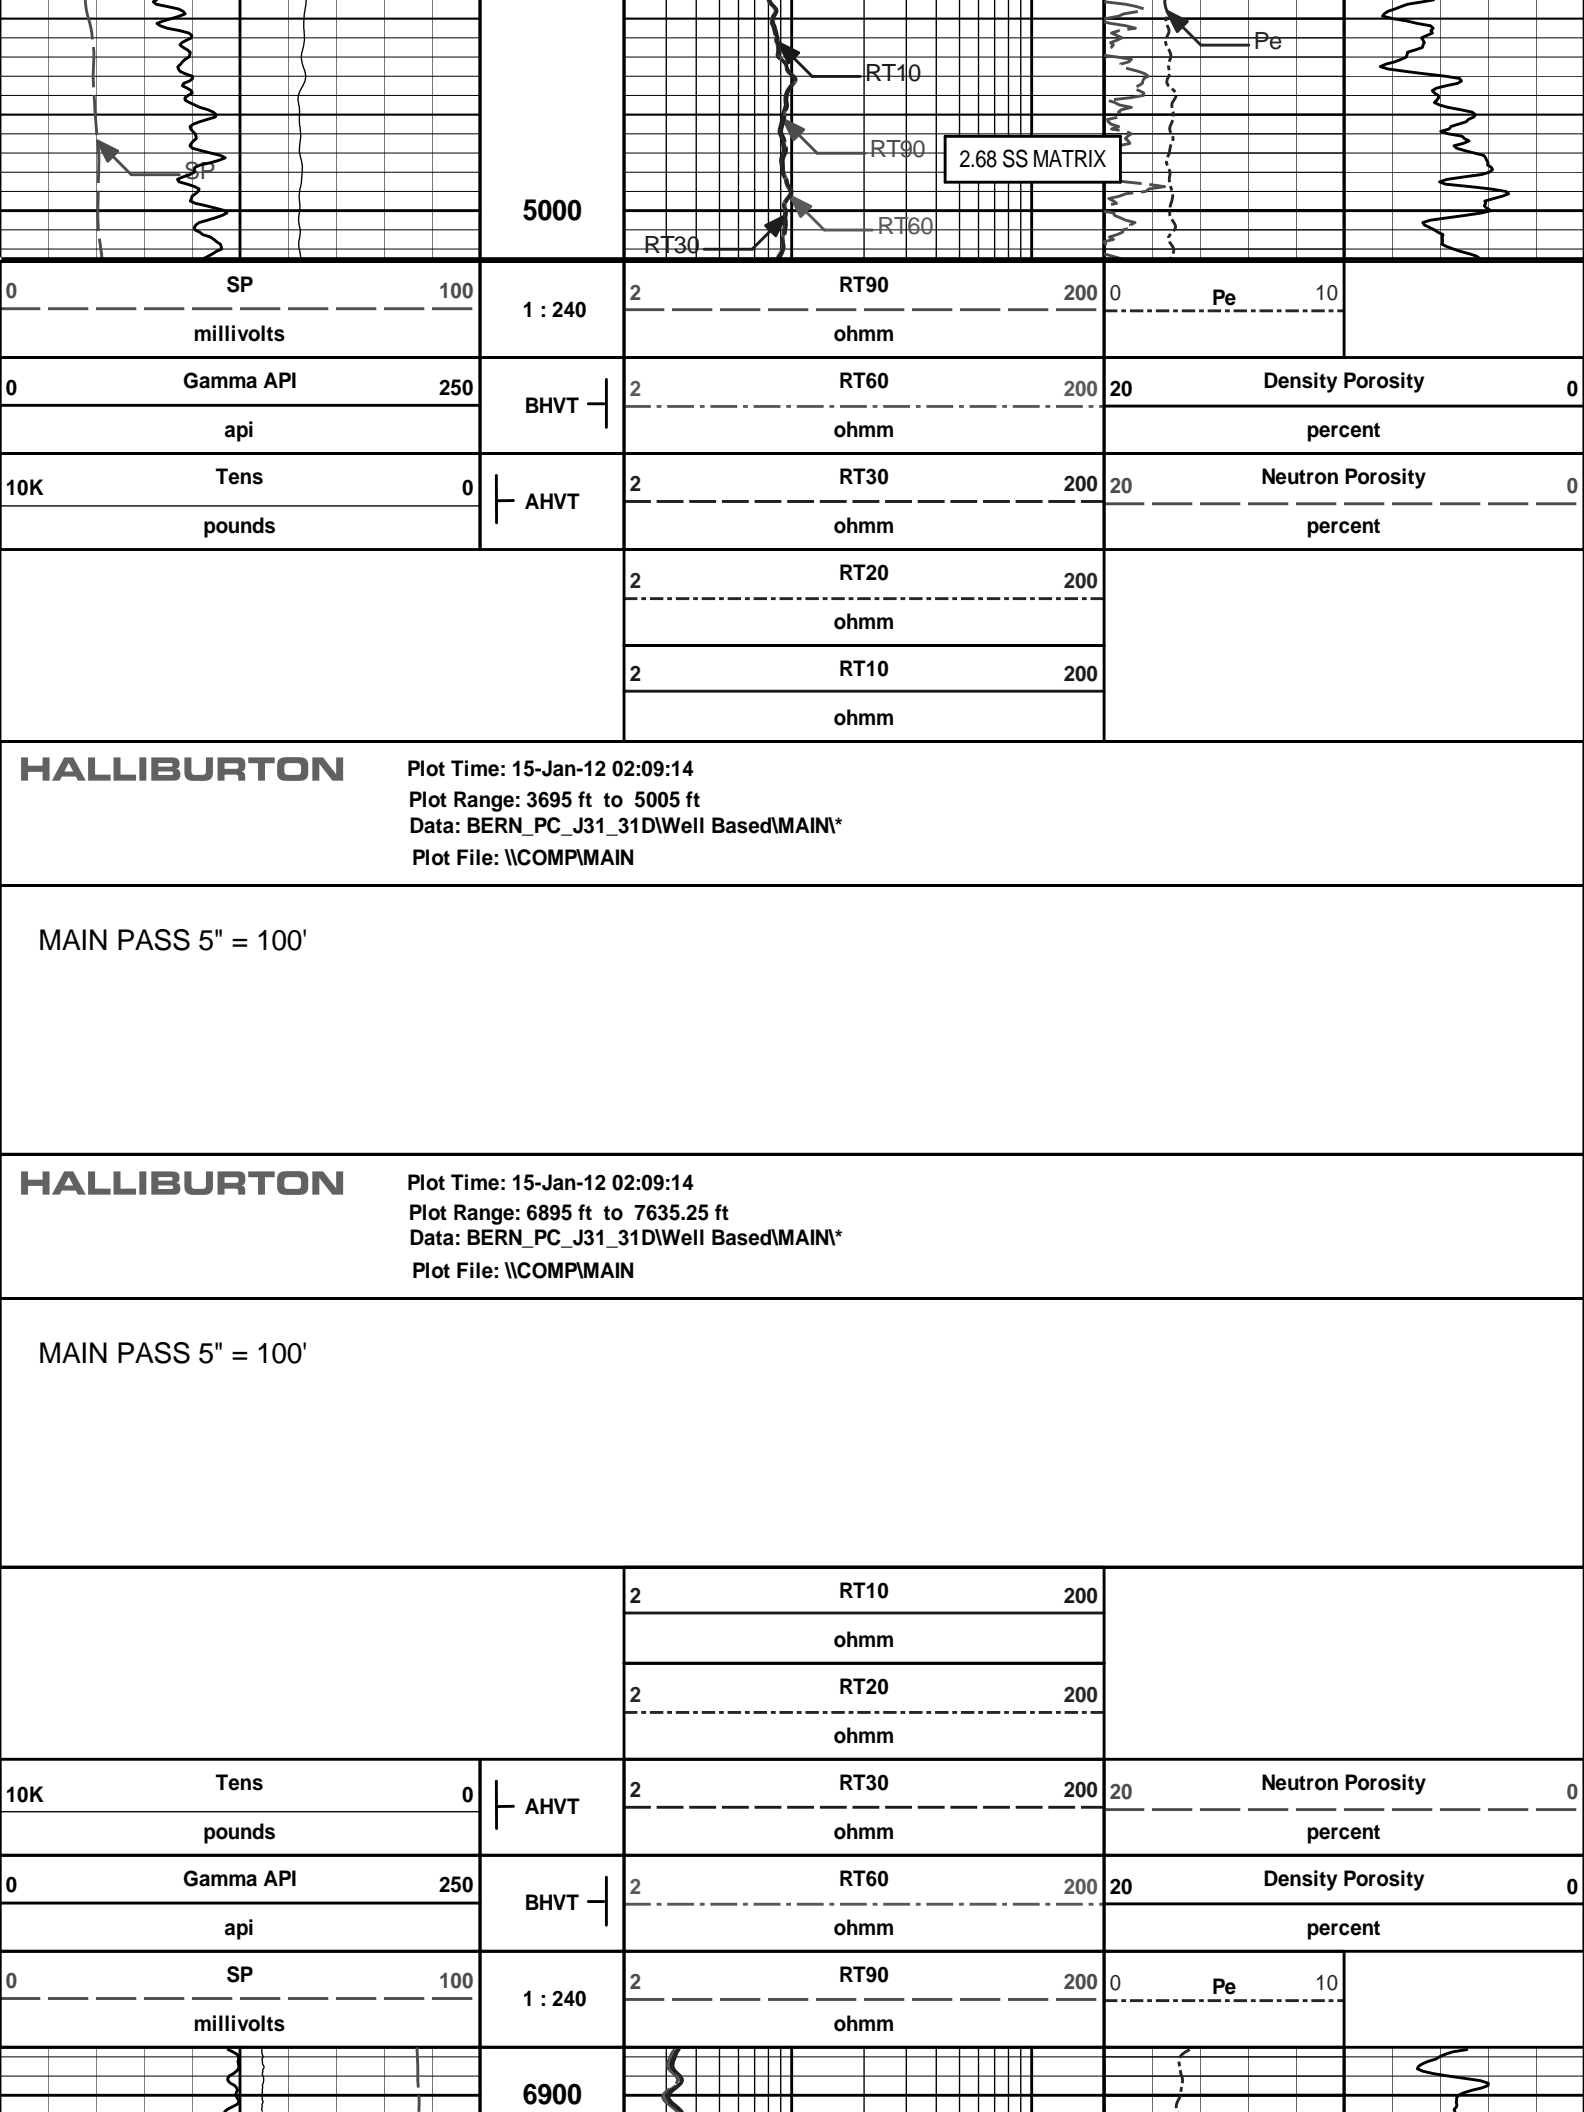 Pe
RT10
RT90
2.68 SS MATRIX
SP
5000
RT60
RT30
0 SP 100
millivolts
1 : 240
2 RT90 200
ohmm
0 Pe 10
0 Gamma API 250
api
BHVT
2 RT60 200
ohmm
20 Density Porosity 0
percent
10K Tens 0
pounds
AHVT
2 RT30 200
ohmm
20 Neutron Porosity 0
percent
2 RT20 200
ohmm
2 RT10 200
ohmm
HALLIBURTON
Plot Time: 15-Jan-12 02:09:14
Plot Range: 3695 ft to 5005 ft
Data: BERN_PC_J31_31D\Well Based\MAIN\*
Plot File: \\COMP\MAIN
MAIN PASS 5" = 100'
HALLIBURTON
Plot Time: 15-Jan-12 02:09:14
Plot Range: 6895 ft to 7635.25 ft
Data: BERN_PC_J31_31D\Well Based\MAIN\*
Plot File: \\COMP\MAIN
MAIN PASS 5" = 100'
2 RT10 200
ohmm
2 RT20 200
ohmm
10K Tens 0
pounds
AHVT
2 RT30 200
ohmm
20 Neutron Porosity 0
percent
0 Gamma API 250
api
BHVT
2 RT60 200
ohmm
20 Density Porosity 0
percent
0 SP 100
millivolts
1 : 240
2 RT90 200
ohmm
0 Pe 10
6900